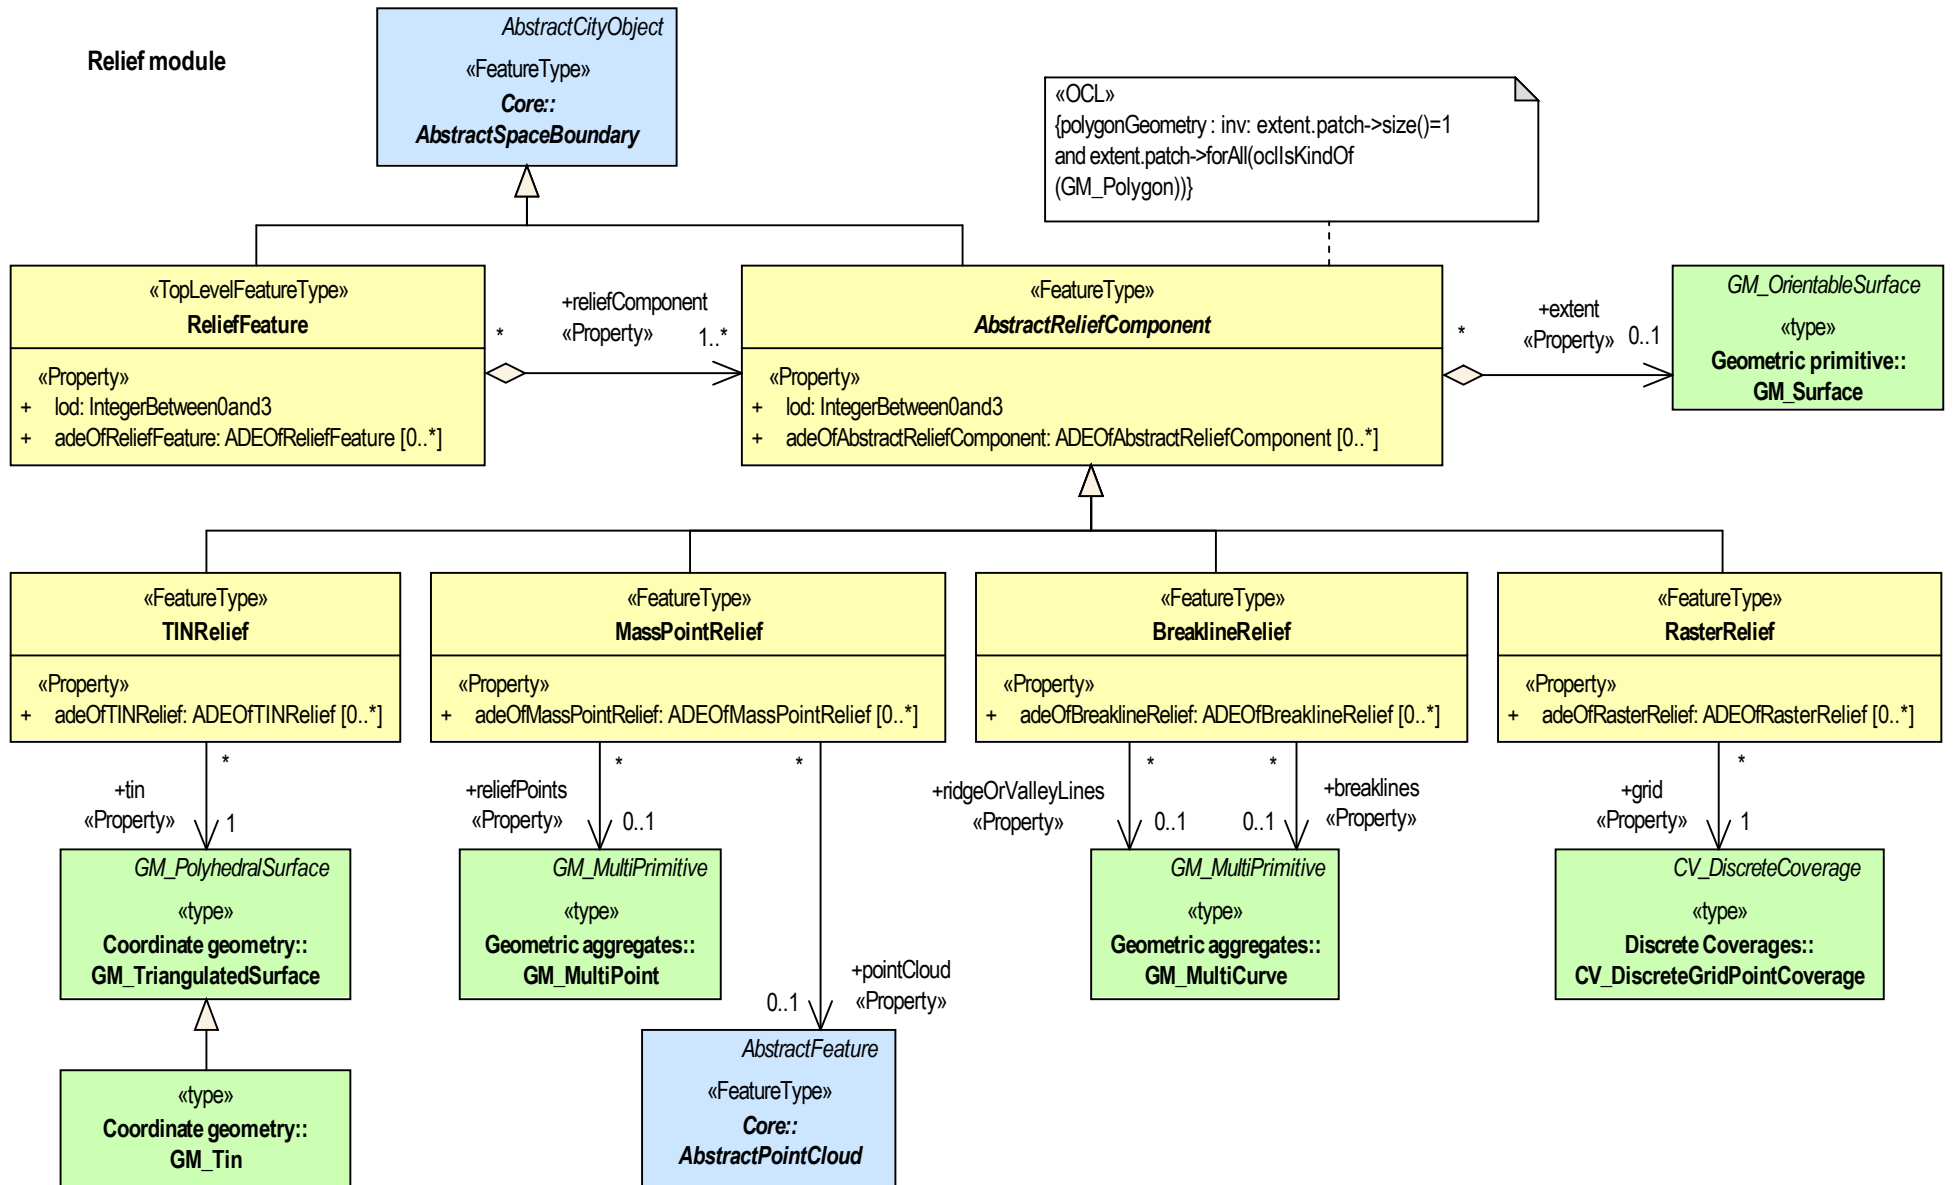 Relief module
AbstractCityObject
«FeatureType»
Core::
AbstractSpaceBoundary
«OCL»
{polygonGeometry : inv: extent.patch->size()=1
and extent.patch->forAll(oclIsKindOf
(GM_Polygon))}
«TopLevelFeatureType»
ReliefFeature
«Property»
+ lod: IntegerBetween0and3
+ adeOfReliefFeature: ADEOfReliefFeature [0..*]
*
+reliefComponent
«Property»
1..*
«FeatureType»
AbstractReliefComponent
«Property»
+ lod: IntegerBetween0and3
+ adeOfAbstractReliefComponent: ADEOfAbstractReliefComponent [0..*]
*
+extent
«Property»
0..1
GM_OrientableSurface
«type»
Geometric primitive::
GM_Surface
«FeatureType»
TINRelief
«Property»
+ adeOfTINRelief: ADEOfTINRelief [0..*]
«FeatureType»
MassPointRelief
«Property»
+ adeOfMassPointRelief: ADEOfMassPointRelief [0..*]
«FeatureType»
BreaklineRelief
«Property»
+ adeOfBreaklineRelief: ADEOfBreaklineRelief [0..*]
«FeatureType»
RasterRelief
«Property»
+ adeOfRasterRelief: ADEOfRasterRelief [0..*]
*
+tin
«Property»
1
*
+reliefPoints
«Property»
0..1
*
+pointCloud
«Property»
0..1
*
+ridgeOrValleyLines
«Property»
0..1
*
+breaklines
«Property»
0..1
*
+grid
«Property»
1
GM_PolyhedralSurface
«type»
Coordinate geometry::
GM_TriangulatedSurface
GM_MultiPrimitive
«type»
Geometric aggregates::
GM_MultiPoint
GM_MultiPrimitive
«type»
Geometric aggregates::
GM_MultiCurve
CV_DiscreteCoverage
«type»
Discrete Coverages::
CV_DiscreteGridPointCoverage
«type»
Coordinate geometry::
GM_Tin
AbstractFeature
«FeatureType»
Core::
AbstractPointCloud